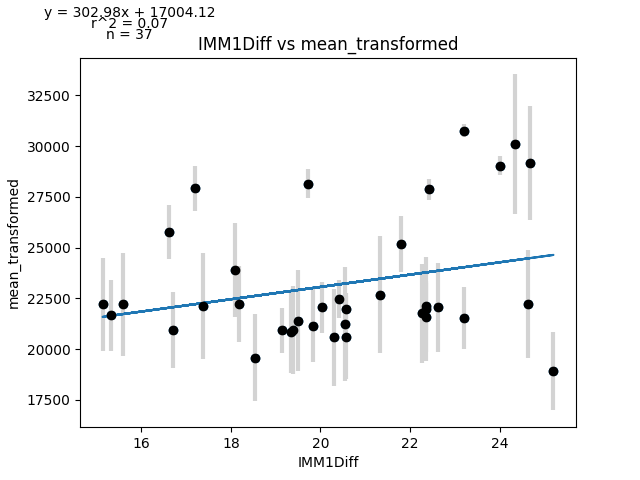 y = 302.98x + 17004.12
r^2 = 0.07
n = 37
IMM1Diff vs mean_transformed
32500
30000
27500
25000
22500
20000
17500
mean_transformed
16 18 20 22 24
IMM1Diff